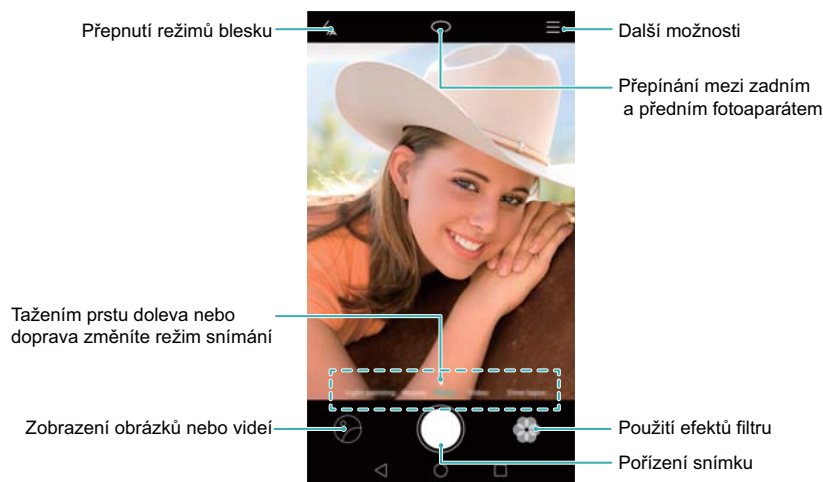 Přepnutí režimů blesku
Další možnosti
Přepínání mezi zadním
a předním fotoaparátem
Tažením prstu doleva nebo
doprava změníte režim snímání
Zobrazení obrázků nebo videí
Použití efektů filtru
Pořízení snímku